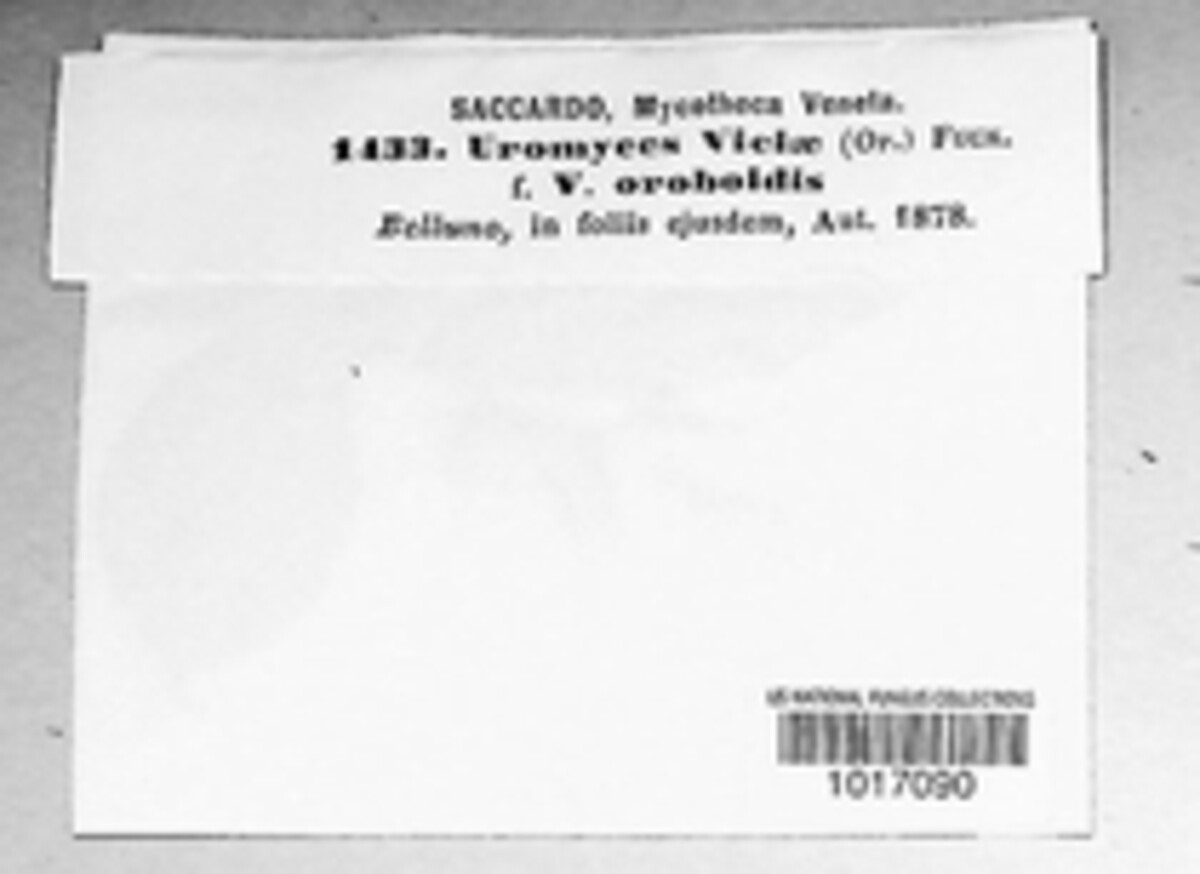 SACCARDO, Mycotheca Veneta.
1433. Uromyces Viciæ (Or.) Fuck.
f. V. oroboidis
Belluno, in foliis ejusdem, Aut. 1878.
US NATIONAL FUNGUS COLLECTIONS
1017090